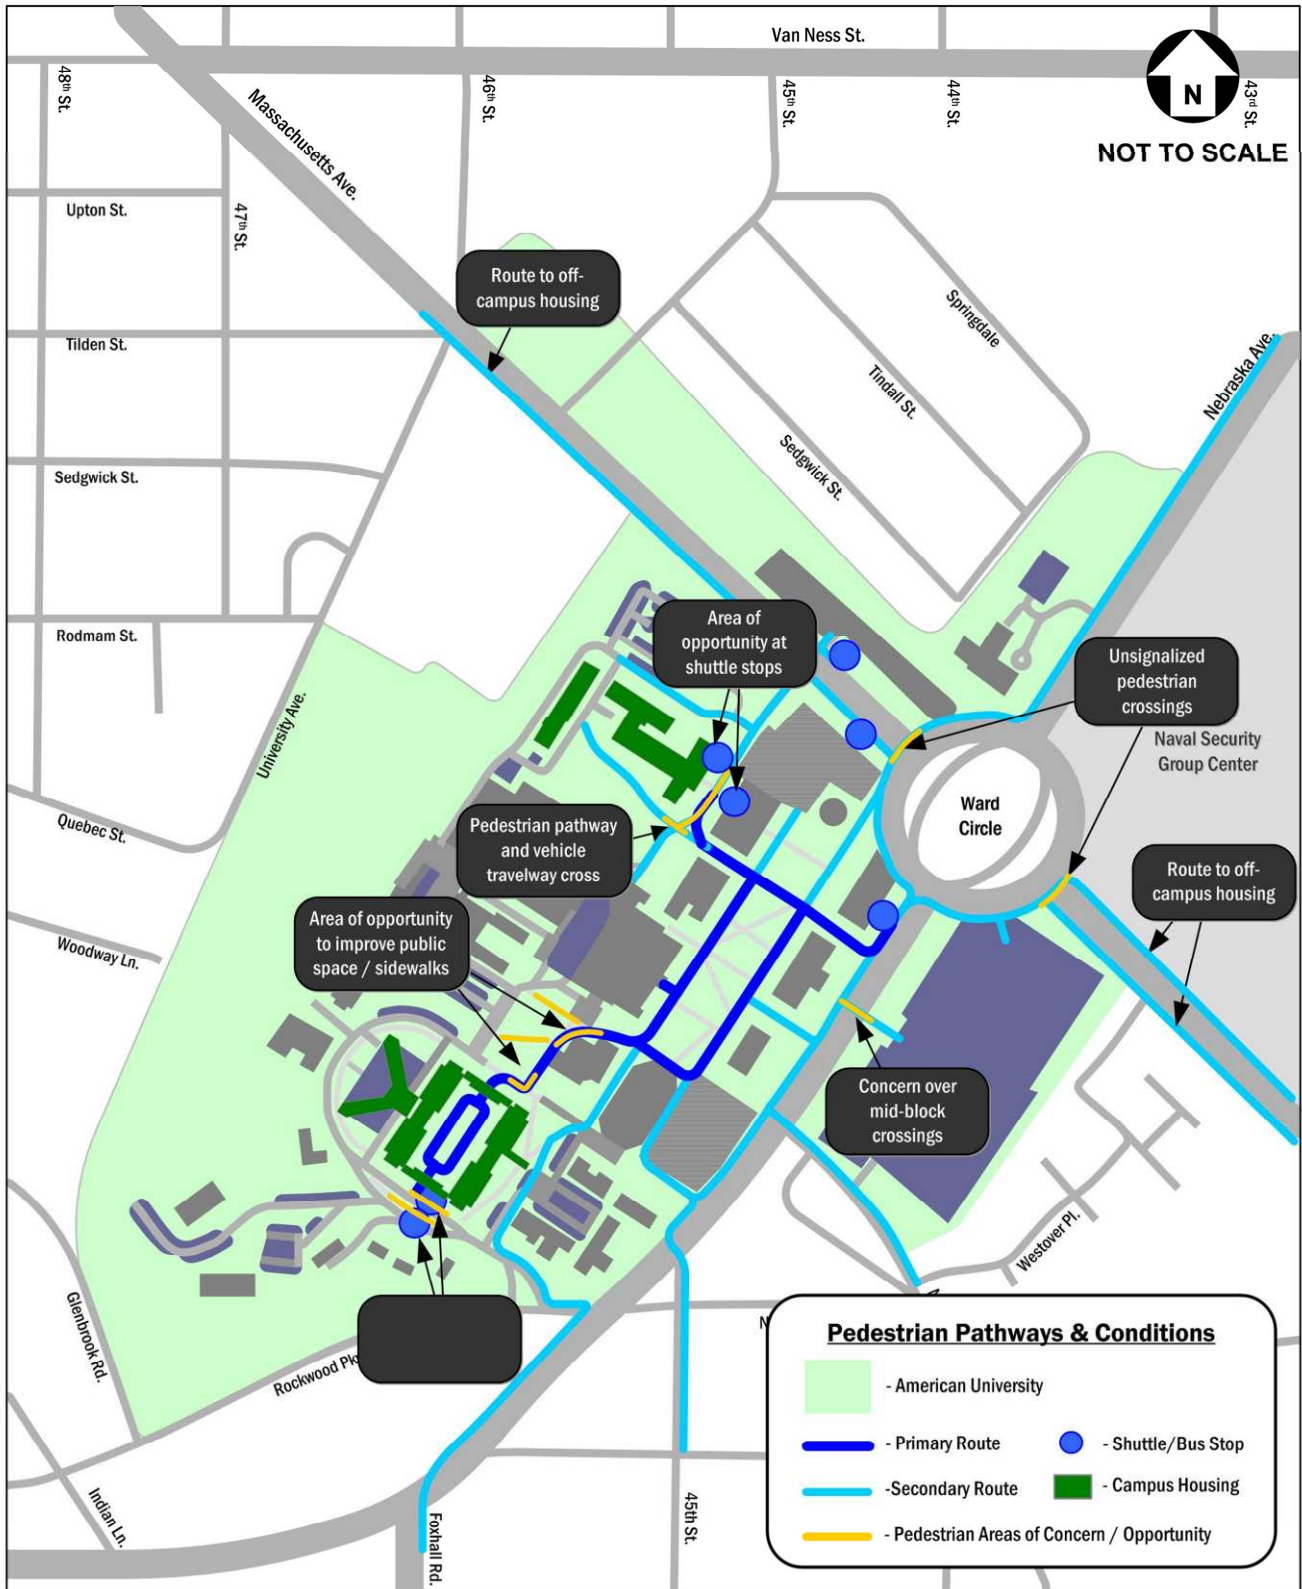 Van Ness St.
48th St.
46th St.
45th St.
44th St.
43rd St.
N
NOT TO SCALE
Massachusetts Ave.
Upton St.
47th St.
Route to off-
campus housing
Springdale
Tilden St.
Nebraska Ave.
Tindall St.
Sedgwick St.
Sedgwick St.
Area of
opportunity at
shuttle stops
Rodmam St.
Unsignalized
pedestrian
crossings
University Ave.
Naval Security
Group Center
Ward
Circle
Quebec St.
Pedestrian pathway
and vehicle
travelway cross
Route to off-
campus housing
Area of opportunity
to improve public
space / sidewalks
Woodway Ln.
Concern over
mid-block
crossings
Westover Pl.
Glenbrook Rd.
Rockwood Pk
N
Pedestrian Pathways & Conditions
- American University
- Primary Route
- Shuttle/Bus Stop
-Secondary Route
- Campus Housing
- Pedestrian Areas of Concern / Opportunity
Indian Ln.
Foxhall Rd.
45th St.